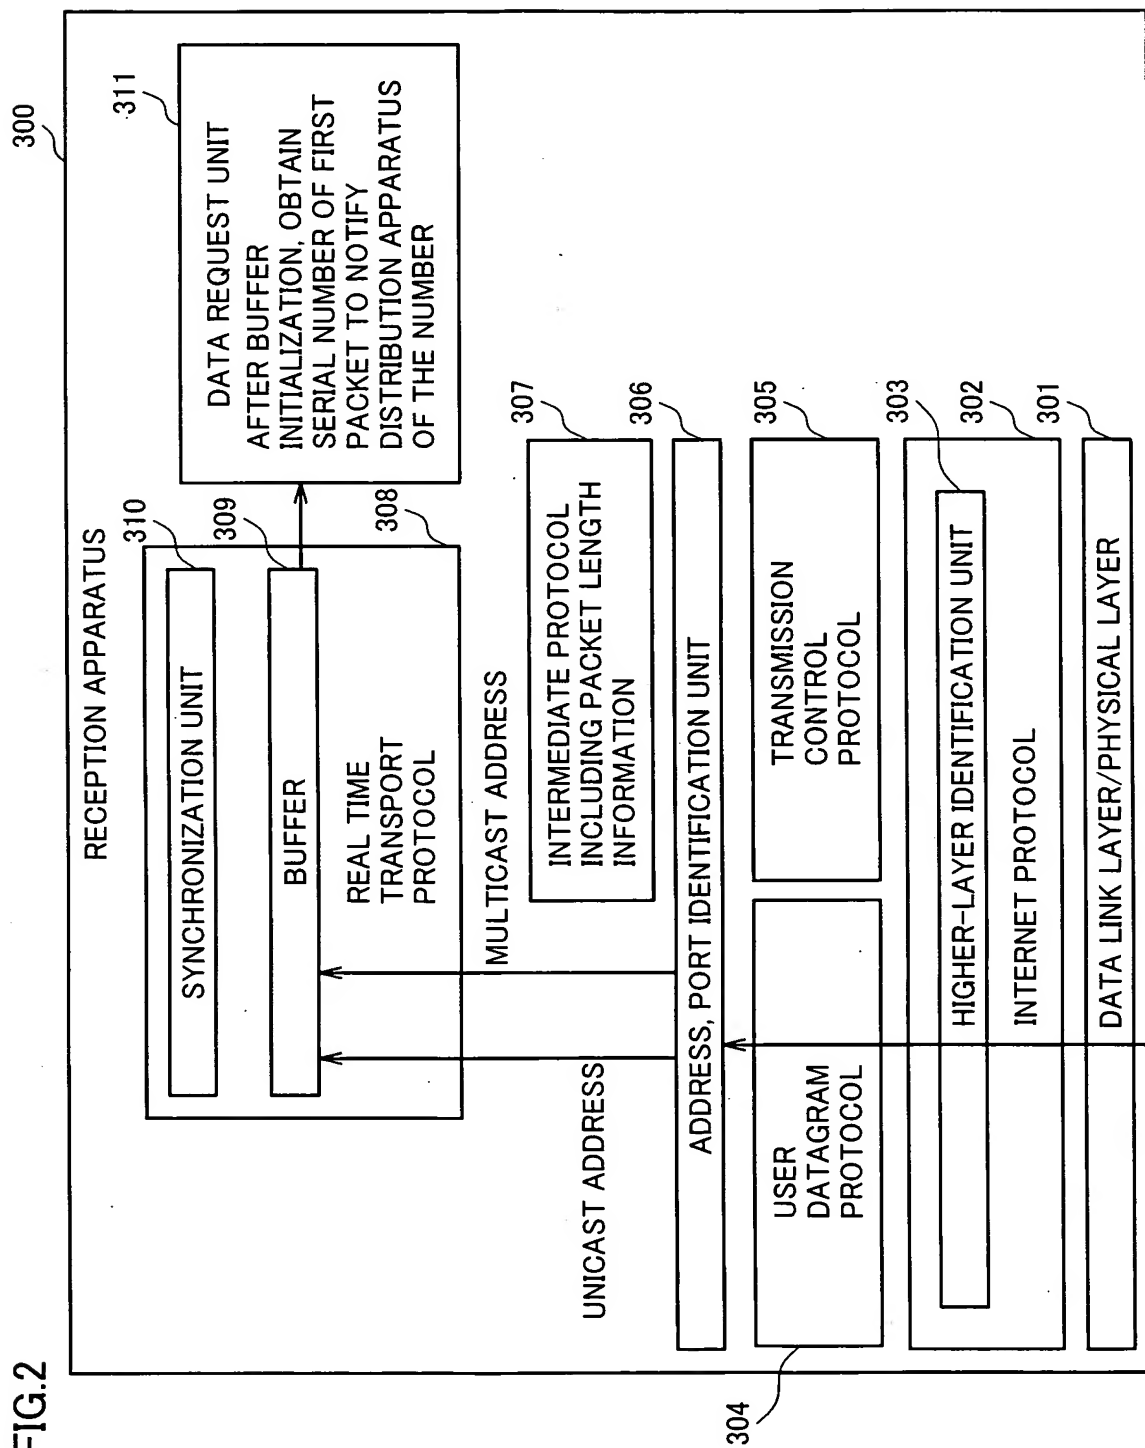 FIG.2
300
RECEPTION APPARATUS
310
SYNCHRONIZATION UNIT
309
BUFFER
308
REAL TIME
TRANSPORT
PROTOCOL
311
DATA REQUEST UNIT
AFTER BUFFER
INITIALIZATION, OBTAIN
SERIAL NUMBER OF FIRST
PACKET TO NOTIFY
DISTRIBUTION APPARATUS
OF THE NUMBER
UNICAST ADDRESS
MULTICAST ADDRESS
307
INTERMEDIATE PROTOCOL
INCLUDING PACKET LENGTH
INFORMATION
306
ADDRESS, PORT IDENTIFICATION UNIT
304
USER
DATAGRAM
PROTOCOL
305
TRANSMISSION
CONTROL
PROTOCOL
303
HIGHER-LAYER IDENTIFICATION UNIT
302
INTERNET PROTOCOL
301
DATA LINK LAYER/PHYSICAL LAYER